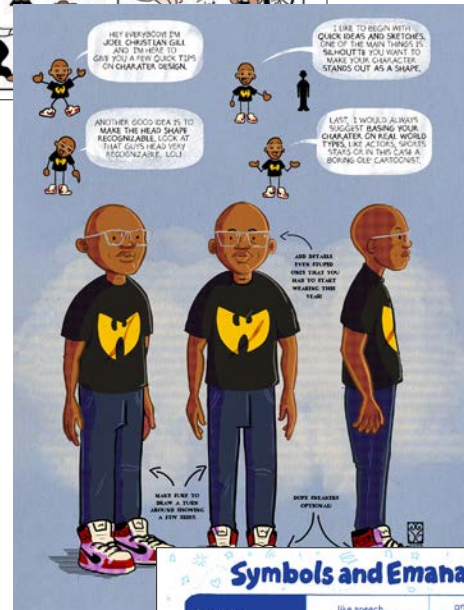 HEY EVERYBODY! I'M
JOEL CHRISTIAN GILL
AND I'M HERE TO
GIVE YOU A FEW QUICK TIPS
ON CHARATER DESIGN.
I LIKE TO BEGIN WITH
QUICK IDEAS AND SKETCHES.
ONE OF THE MAIN THINGS IS
SILHOUTTE YOU WANT TO
MAKE YOUR CHARACTER
STANDS OUT AS A SHAPE.
ANOTHER GOOD IDEA IS TO
MAKE THE HEAD SHAPE
RECOGNIZABLE, LOOK AT
THAT GUYS HEAD VERY
RECOGNIZABLE, LOL!
LAST, I WOULD ALWAYS
SUGGEST BASING YOUR
CHARATER ON REAL WORLD
TYPES, LIKE ACTORS, SPORTS
STARS OR IN THIS CASE A
BORING OLE' CARTOONIST.
ADD DETAILS
EVEN STUPID
ONES THAT YOU
HAD TO START
WEARING THIS
YEAR!
MAKE SURE TO
DRAW A TURN
AROUND SHOWING
A FEW SIDES.
DOPE SNEAKERS
OPTIONAL!
Symbols and Emana
like speech